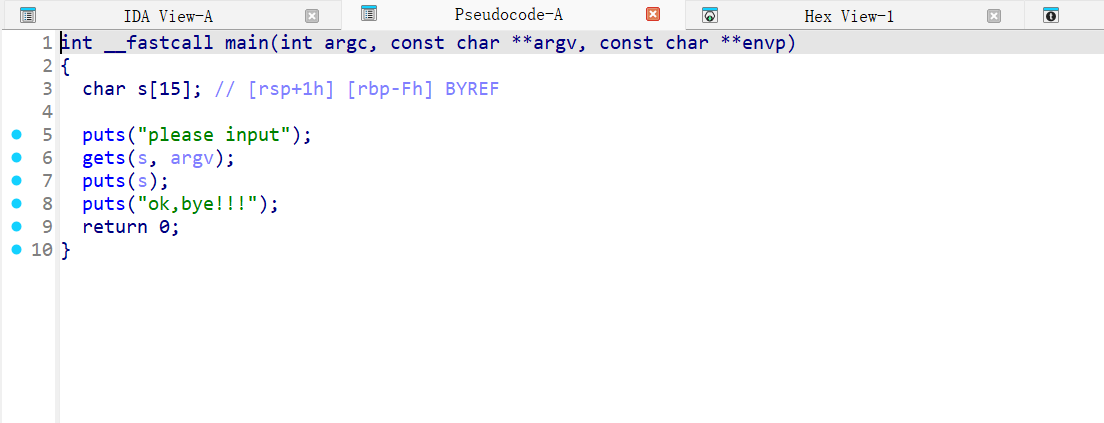 IDA View-A Pseudocode-A Hex View-1
1 int __fastcall main(int argc, const char **argv, const char **envp)
2 {
3 char s[15]; // [rsp+1h] [rbp-Fh] BYREF
4
5 puts("please input");
6 gets(s, argv);
7 puts(s);
8 puts("ok,bye!!!");
9 return 0;
10 }